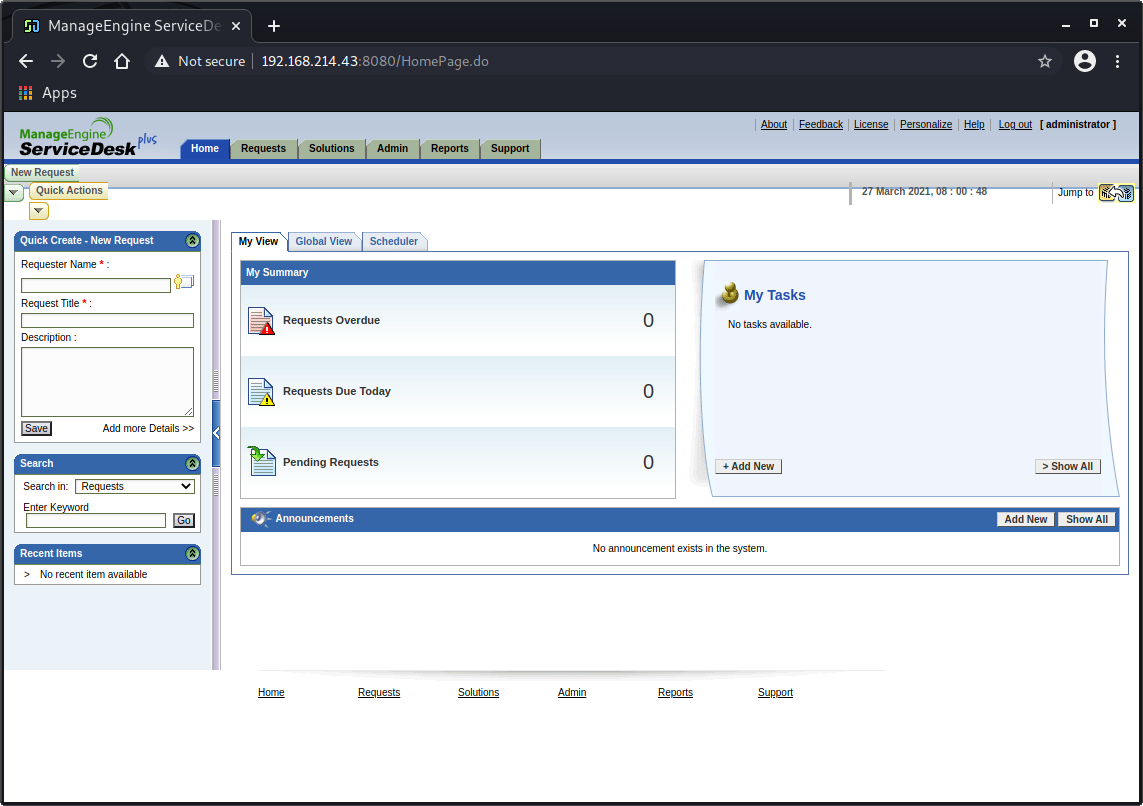 ManageEngine ServiceDe
Not secure
192.168.214.43:8080/HomePage.do
Apps
ManageEngine
ServiceDesk plus
About Feedback License Personalize Help Log out [ administrator ]
Home Requests Solutions Admin Reports Support
New Request
Quick Actions
27 March 2021, 08 : 00 : 48
Jump to
Quick Create - New Request
Requester Name * :
Request Title * :
Description :
Save
Add more Details >>
Search
Search in: Requests
Enter Keyword
Go
Recent Items
> No recent item available
My View Global View Scheduler
My Summary
Requests Overdue 0
Requests Due Today 0
Pending Requests 0
My Tasks
No tasks available.
+ Add New
> Show All
Announcements
Add New
Show All
No announcement exists in the system.
Home Requests Solutions Admin Reports Support